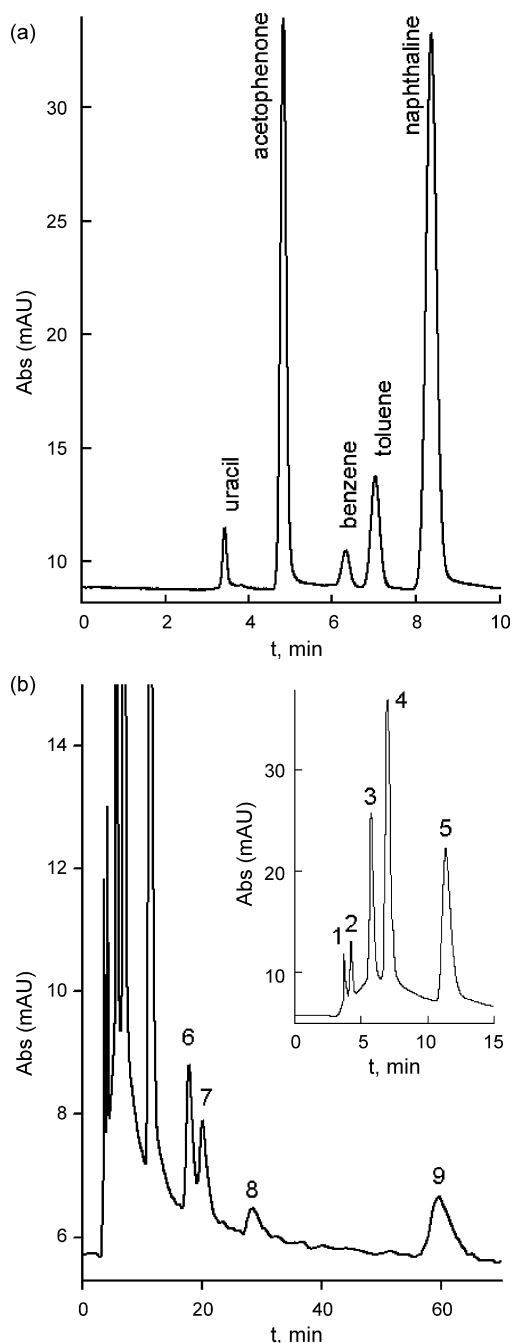 (a)
Abs (mAU)
30
25
20
15
10
uracil
acetophenone
benzene
toluene
naphthaline
0 2 4 6 8 10
t, min
(b)
Abs (mAU)
14
12
10
8
6
6
7
8
9
0 20 40 60
t, min
Abs (mAU)
30
20
10
1
2
3
4
5
0 5 10 15
t, min